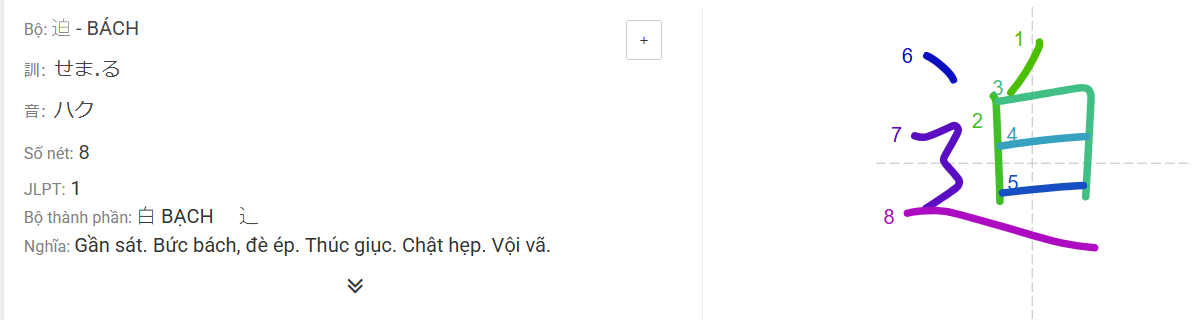 Bộ: 迫 - BÁCH
+
訓: せま.る
音: ハク
Số nét: 8
JLPT: 1
Bộ thành phần: 白 BẠCH ⻌
Nghĩa: Gần sát. Bức bách, đè ép. Thúc giục. Chật hẹp. Vội vã.
迫
1
2
3
4
5
6
7
8